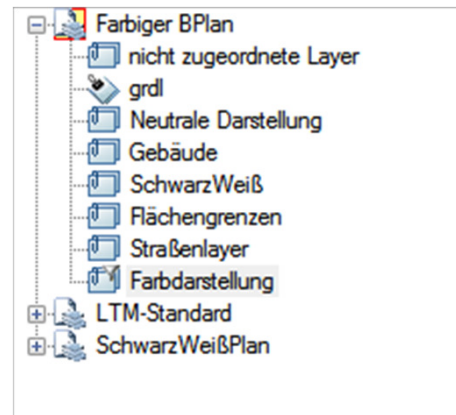 Farbiger BPlan
nicht zugeordnete Layer
grdl
Neutrale Darstellung
Gebäude
SchwarzWeiß
Flächengrenzen
Straßenlayer
Farbdarstellung
LTM-Standard
SchwarzWeißPlan